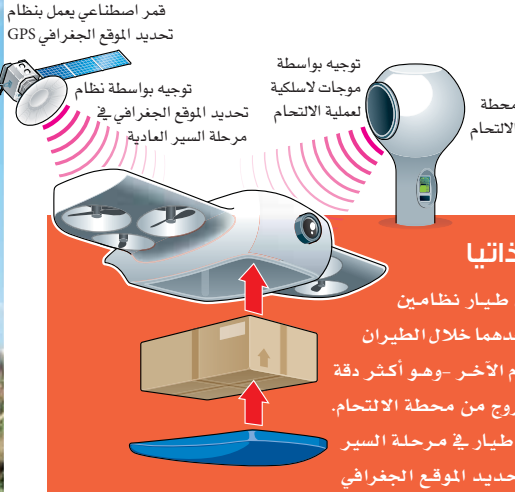 قمر اصطناعي يعمل بنظام
تحديد الموقع الجغرافي GPS
توجيه بواسطة نظام
تحديد الموقع الجغرافي في
مرحلة السير العادية
توجيه بواسطة
موجات لاسلكية
لعملية الالتحام
محطة
الالتحام
ذاتيا
طيار نظامين
دهما خلال الطيران
م الآخر -وهو أكثر دقة
روج من محطة الالتحام.
طيار في مرحلة السير
حديد الموقع الجغرافي